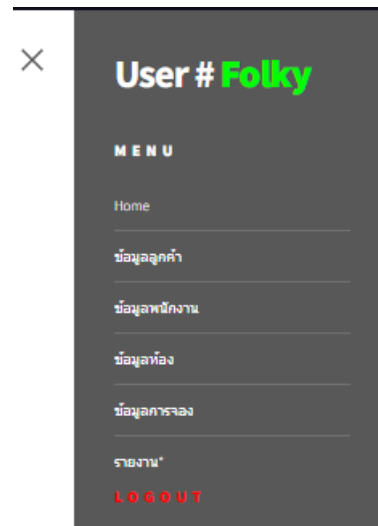 User # Folky
MENU
Home
ข้อมูลลูกค้า
ข้อมูลพนักงาน
ข้อมูลห้อง
ข้อมูลการจอง
รายงาน*
LOGOUT